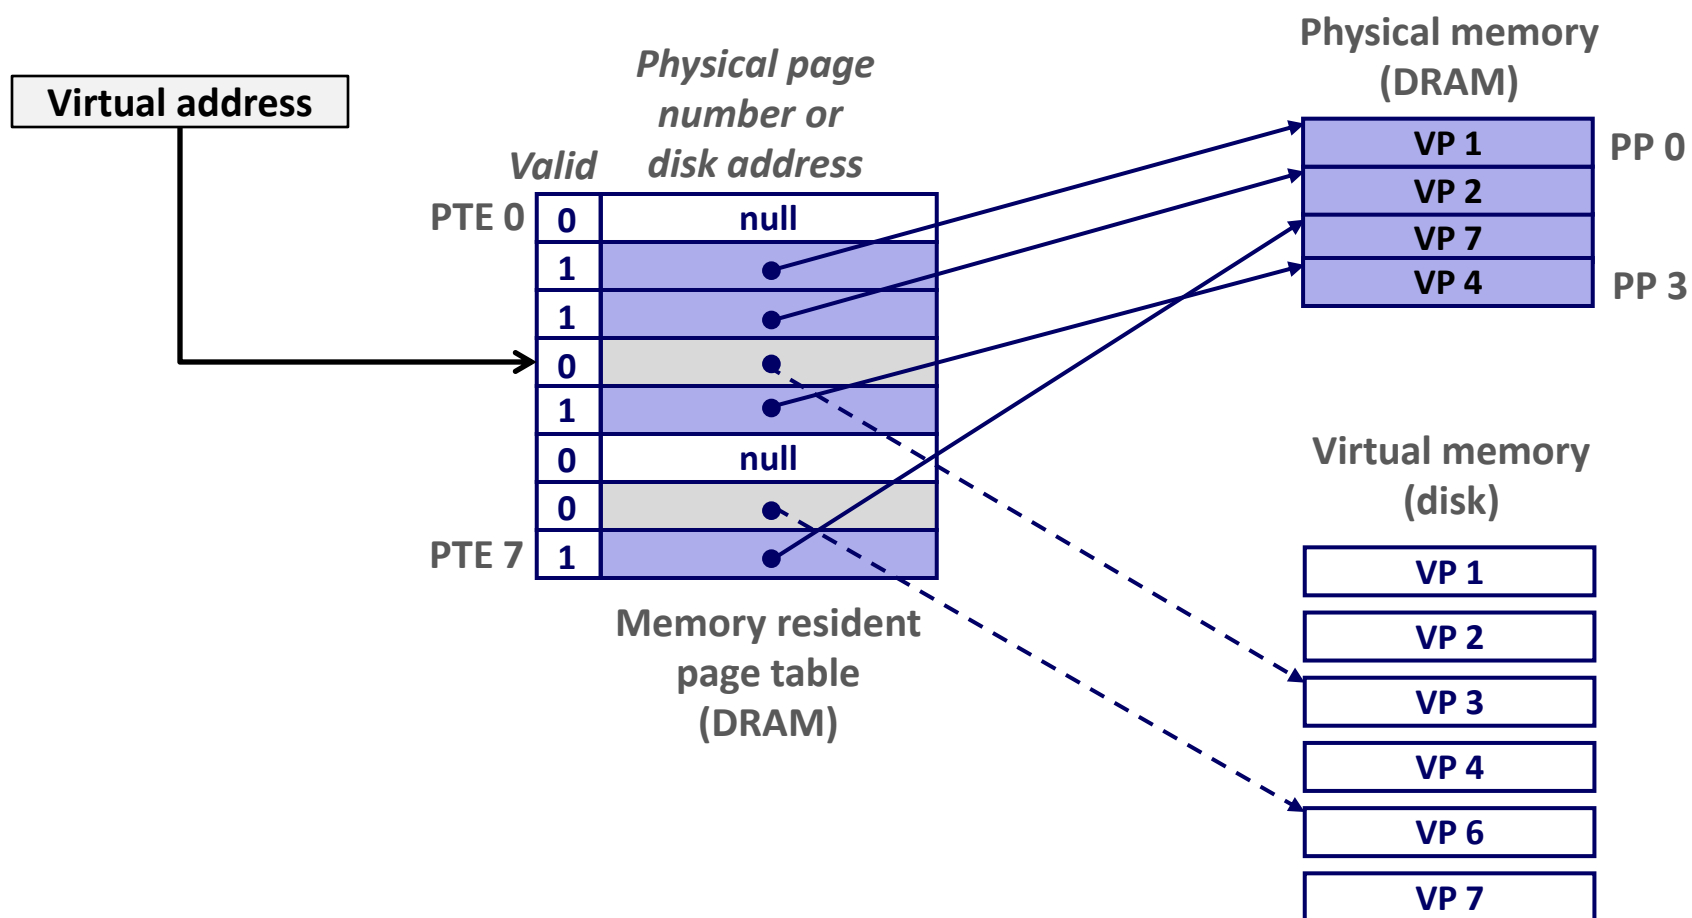 Virtual address
Physical page
number or
disk address
Valid
PTE 0
0 null
1
1
0
1
0 null
0
PTE 7 1
Memory resident
page table
(DRAM)
Physical memory
(DRAM)
VP 1 PP 0
VP 2
VP 7
VP 4 PP 3
Virtual memory
(disk)
VP 1
VP 2
VP 3
VP 4
VP 6
VP 7